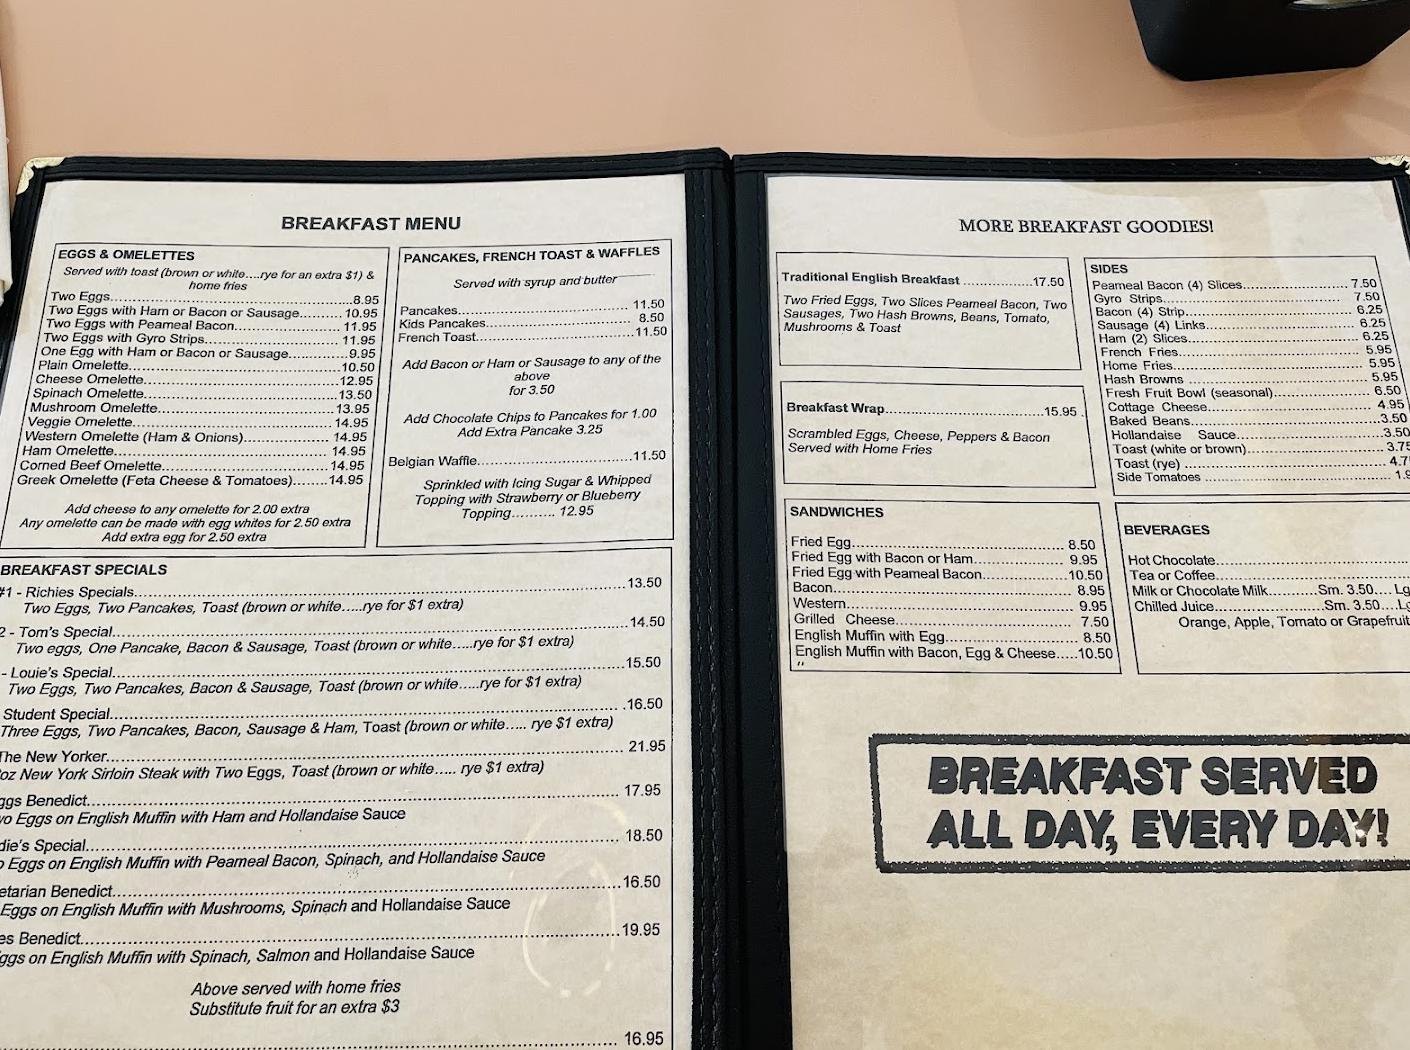 BREAKFAST MENU
EGGS & OMELETTES
Served with toast (brown or white....rye for an extra $1) &
home fries
Two Eggs..........8.95
Two Eggs with Ham or Bacon or Sausage..........10.95
Two Eggs with Peameal Bacon..........11.95
Two Eggs with Gyro Strips..........11.95
One Egg with Ham or Bacon or Sausage..........9.95
Plain Omelette..........10.50
Cheese Omelette..........12.95
Spinach Omelette..........13.50
Mushroom Omelette..........13.95
Veggie Omelette..........14.95
Western Omelette (Ham & Onions)..........14.95
Ham Omelette..........14.95
Corned Beef Omelette..........14.95
Greek Omelette (Feta Cheese & Tomatoes)........14.95
Add cheese to any omelette for 2.00 extra
Any omelette can be made with egg whites for 2.50 extra
Add extra egg for 2.50 extra
PANCAKES, FRENCH TOAST & WAFFLES
Served with syrup and butter
Pancakes..........11.50
Kids Pancakes..........8.50
French Toast..........11.50
Add Bacon or Ham or Sausage to any of the
above
for 3.50
Add Chocolate Chips to Pancakes for 1.00
Add Extra Pancake 3.25
Belgian Waffle..........11.50
Sprinkled with Icing Sugar & Whipped
Topping with Strawberry or Blueberry
Topping.......... 12.95
BREAKFAST SPECIALS
#1 - Richies Specials..........13.50
Two Eggs, Two Pancakes, Toast (brown or white.....rye for $1 extra)
2 - Tom's Special..........14.50
Two eggs, One Pancake, Bacon & Sausage, Toast (brown or white.....rye for $1 extra)
- Louie's Special..........15.50
Two Eggs, Two Pancakes, Bacon & Sausage, Toast (brown or white.....rye for $1 extra)
Student Special..........16.50
Three Eggs, Two Pancakes, Bacon, Sausage & Ham, Toast (brown or white..... rye $1 extra)
The New Yorker..........21.95
oz New York Sirloin Steak with Two Eggs, Toast (brown or white..... rye $1 extra)
ggs Benedict..........17.95
wo Eggs on English Muffin with Ham and Hollandaise Sauce
die's Special..........18.50
o Eggs on English Muffin with Peameal Bacon, Spinach, and Hollandaise Sauce
etarian Benedict..........16.50
Eggs on English Muffin with Mushrooms, Spinach and Hollandaise Sauce
es Benedict..........19.95
ggs on English Muffin with Spinach, Salmon and Hollandaise Sauce
Above served with home fries
Substitute fruit for an extra $3
16.95
MORE BREAKFAST GOODIES!
Traditional English Breakfast ..........17.50
Two Fried Eggs, Two Slices Peameal Bacon, Two
Sausages, Two Hash Browns, Beans, Tomato,
Mushrooms & Toast
Breakfast Wrap..........15.95
Scrambled Eggs, Cheese, Peppers & Bacon
Served with Home Fries
SANDWICHES
Fried Egg..........8.50
Fried Egg with Bacon or Ham..........9.95
Fried Egg with Peameal Bacon..........10.50
Bacon..........8.95
Western..........9.95
Grilled Cheese..........7.50
English Muffin with Egg..........8.50
English Muffin with Bacon, Egg & Cheese.....10.50
"
SIDES
Peameal Bacon (4) Slices..........7.50
Gyro Strips..........7.50
Bacon (4) Strip..........6.25
Sausage (4) Links..........6.25
Ham (2) Slices..........6.25
French Fries..........5.95
Home Fries..........5.95
Hash Browns ..........5.95
Fresh Fruit Bowl (seasonal)..........6.50
Cottage Cheese..........4.95
Baked Beans..........3.50
Hollandaise Sauce..........3.50
Toast (white or brown)..........3.75
Toast (rye) ..........4.7
Side Tomatoes ..........1.9
BEVERAGES
Hot Chocolate..........
Tea or Coffee..........
Milk or Chocolate Milk..........Sm. 3.50....Lg
Chilled Juice..........Sm. 3.50....Lg
Orange, Apple, Tomato or Grapefruit
BREAKFAST SERVED
ALL DAY, EVERY DAY!